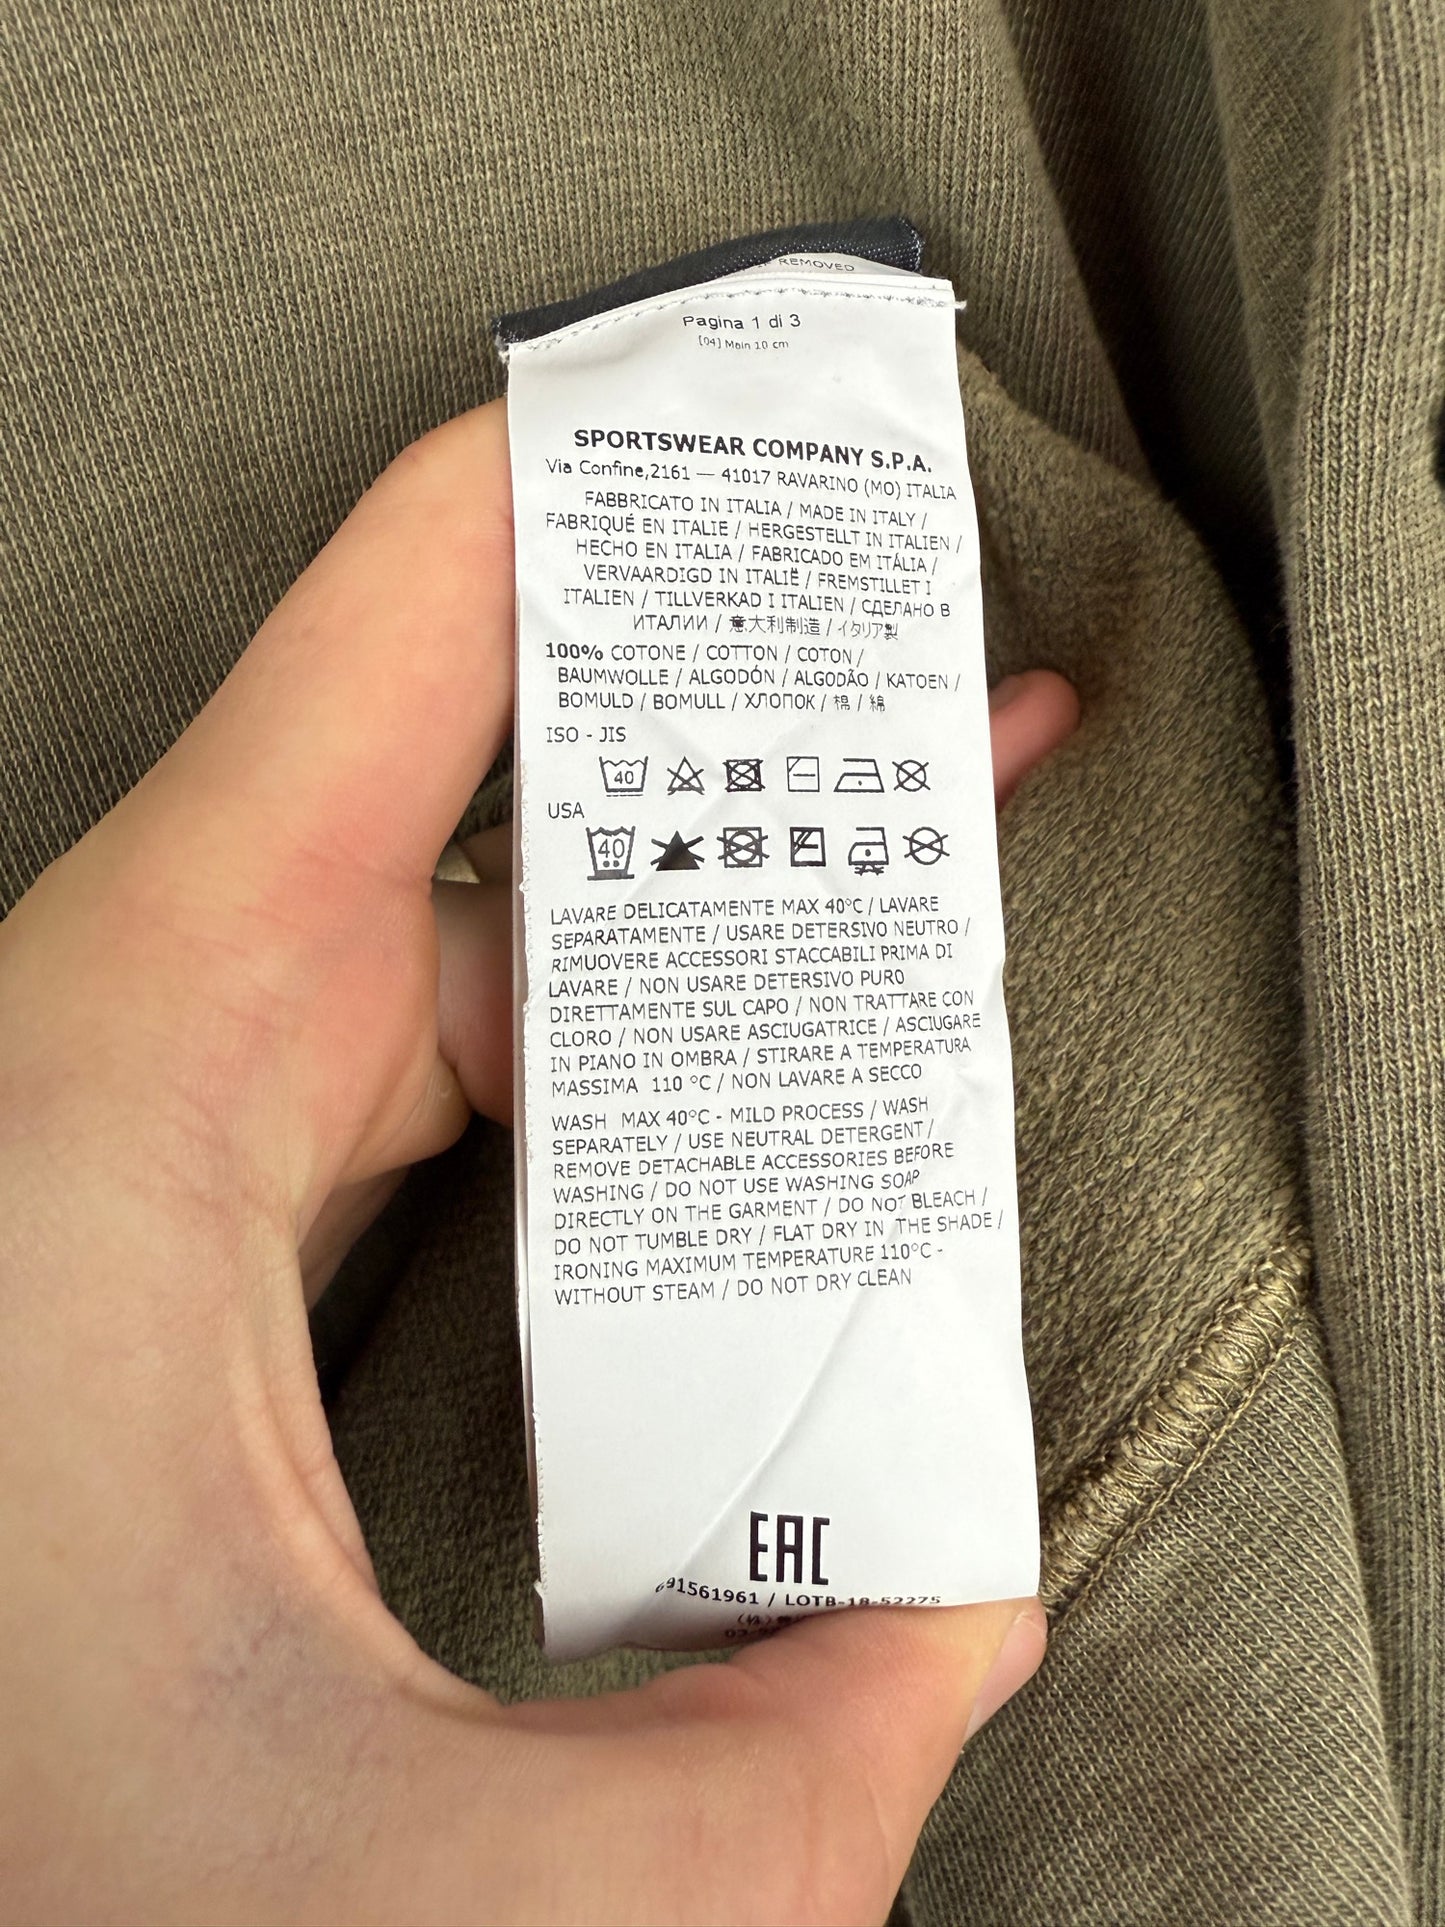 REMOVED
Pagina 1 di 3
[04] Main 10 cm
SPORTSWEAR COMPANY S.P.A.
Via Confine,2161 — 41017 RAVARINO (MO) ITALIA
FABBRICATO IN ITALIA / MADE IN ITALY /
FABRIQUÉ EN ITALIE / HERGESTELLT IN ITALIEN /
HECHO EN ITALIA / FABRICADO EM ITÁLIA /
VERVAARDIGD IN ITALIË / FREMSTILLET I
ITALIEN / TILLVERKAD I ITALIEN / СДЕЛАНО В
ИТАЛИИ / 意大利制造 / イタリア製
100% COTONE / COTTON / COTON /
BAUMWOLLE / ALGODÓN / ALGODÃO / KATOEN /
BOMULD / BOMULL / ХЛОПОК / 棉 / 綿
ISO - JIS
40
USA
40
LAVARE DELICATAMENTE MAX 40°C / LAVARE
SEPARATAMENTE / USARE DETERSIVO NEUTRO /
RIMUOVERE ACCESSORI STACCABILI PRIMA DI
LAVARE / NON USARE DETERSIVO PURO
DIRETTAMENTE SUL CAPO / NON TRATTARE CON
CLORO / NON USARE ASCIUGATRICE / ASCIUGARE
IN PIANO IN OMBRA / STIRARE A TEMPERATURA
MASSIMA 110 °C / NON LAVARE A SECCO
WASH MAX 40°C - MILD PROCESS / WASH
SEPARATELY / USE NEUTRAL DETERGENT /
REMOVE DETACHABLE ACCESSORIES BEFORE
WASHING / DO NOT USE WASHING SOAP
DIRECTLY ON THE GARMENT / DO NOT BLEACH /
DO NOT TUMBLE DRY / FLAT DRY IN THE SHADE /
IRONING MAXIMUM TEMPERATURE 110°C -
WITHOUT STEAM / DO NOT DRY CLEAN
EAC
691561961 / LOTB-18-52275